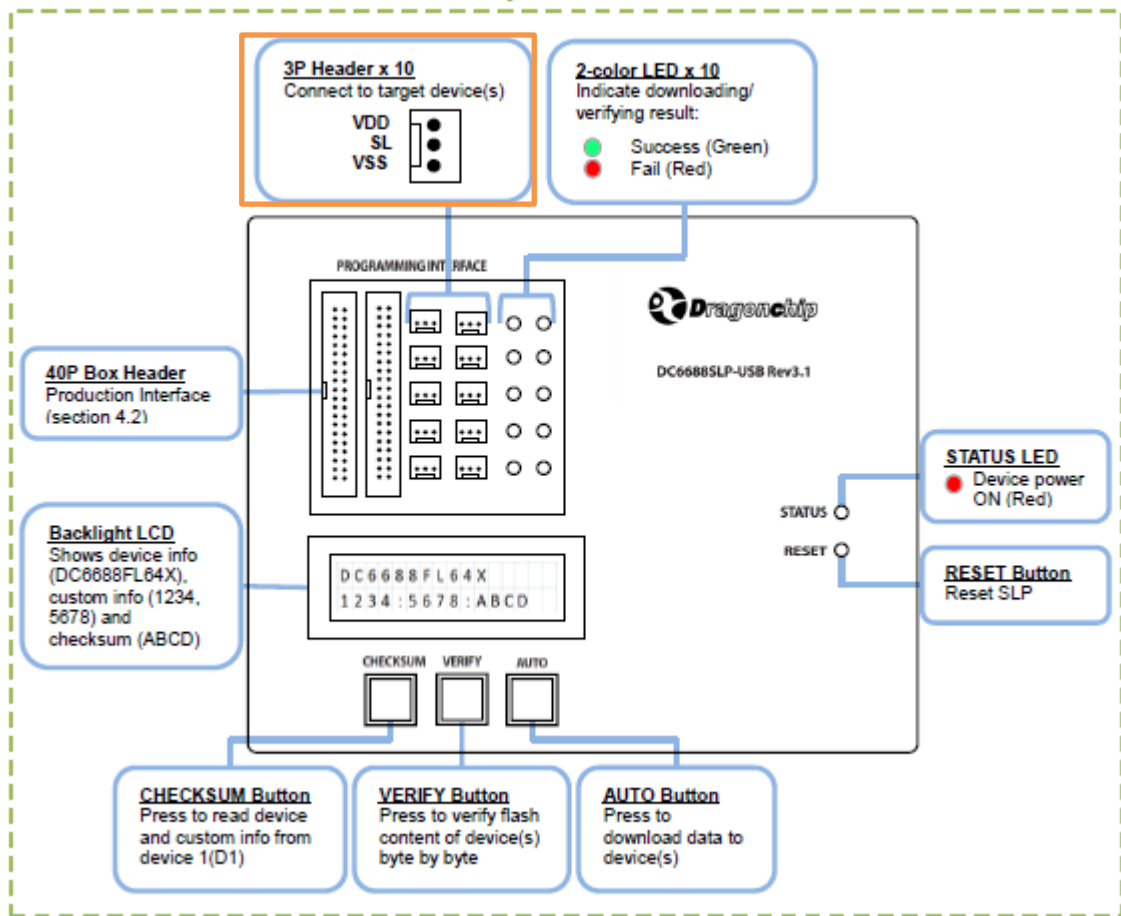 3P Header x 10
Connect to target device(s)
VDD
SL
VSS
2-color LED x 10
Indicate downloading/
verifying result:
Success (Green)
Fail (Red)
PROGRAMMING INTERFACE
Dragonchip
DC6688SLP-USB Rev3.1
40P Box Header
Production Interface
(section 4.2)
STATUS LED
Device power
ON (Red)
STATUS
RESET
RESET Button
Reset SLP
Backlight LCD
Shows device info
(DC6688FL64X),
custom info (1234,
5678) and
checksum (ABCD)
DC6688FL64X
1234:5678:ABCD
CHECKSUM VERIFY AUTO
CHECKSUM Button
Press to read device
and custom info from
device 1(D1)
VERIFY Button
Press to verify flash
content of device(s)
byte by byte
AUTO Button
Press to
download data to
device(s)